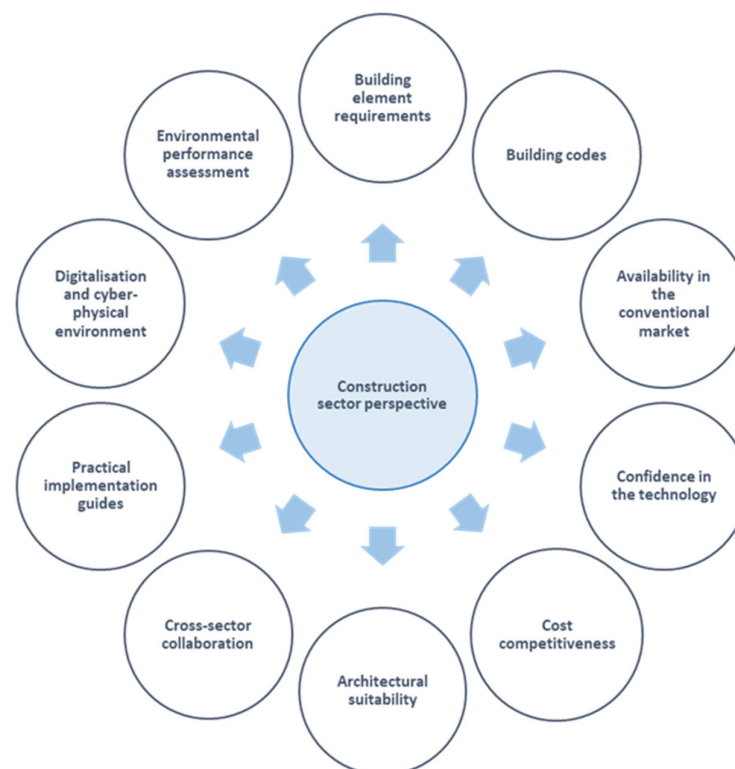 Building
element
requirements
Building codes
Availability in
the
conventional
market
Confidence in
the technology
Cost
competitiveness
Architectural
suitability
Cross-sector
collaboration
Practical
implementation
guides
Digitalisation
and cyber-
physical
environment
Environmental
performance
assessment
Construction
sector perspective